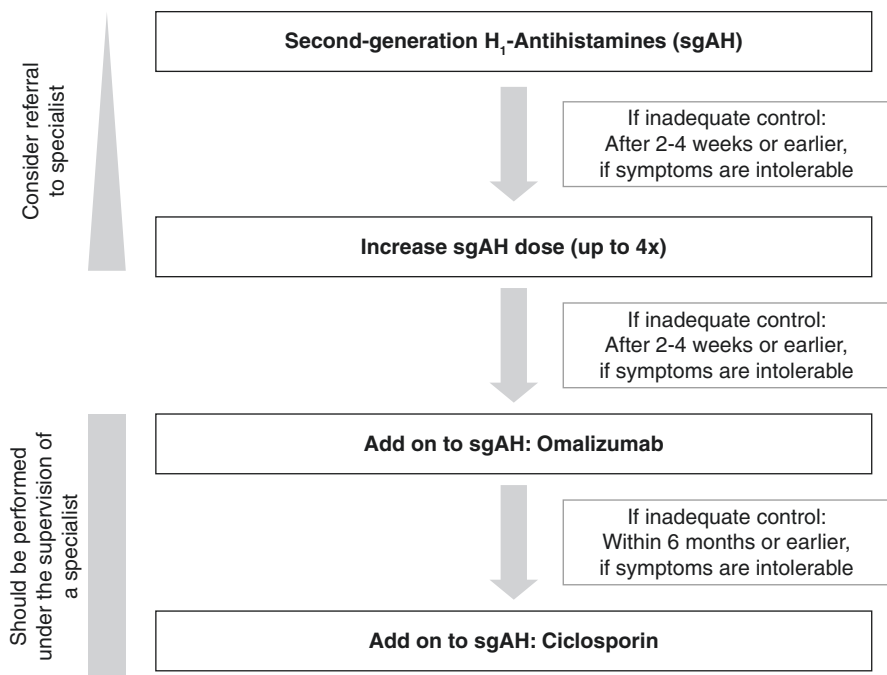 Second-generation H₁-Antihistamines (sgAH)
Consider referral
to specialist
If inadequate control:
After 2-4 weeks or earlier,
if symptoms are intolerable
Increase sgAH dose (up to 4x)
If inadequate control:
After 2-4 weeks or earlier,
if symptoms are intolerable
Add on to sgAH: Omalizumab
Should be performed
under the supervision of
a specialist
If inadequate control:
Within 6 months or earlier,
if symptoms are intolerable
Add on to sgAH: Ciclosporin